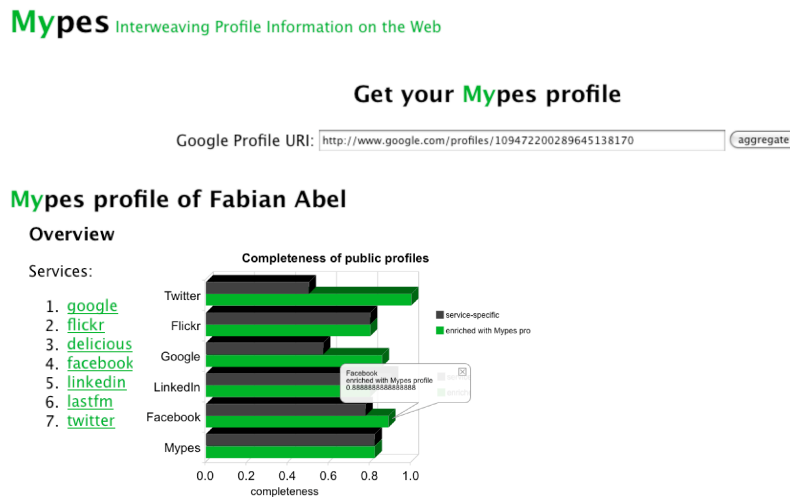 Mypes Interweaving Profile Information on the Web
Get your Mypes profile
Google Profile URI: http://www.google.com/profiles/109472200289645138170 aggregate
Mypes profile of Fabian Abel
Overview
Services:
1. google
2. flickr
3. delicious
4. facebook
5. linkedin
6. lastfm
7. twitter
Completeness of public profiles
Twitter
Flickr
Google
LinkedIn
Facebook
Mypes
0.0 0.2 0.4 0.6 0.8 1.0
completeness
service-specific
enriched with Mypes pro
Facebook
enriched with Mypes profile
0.8888888888888888